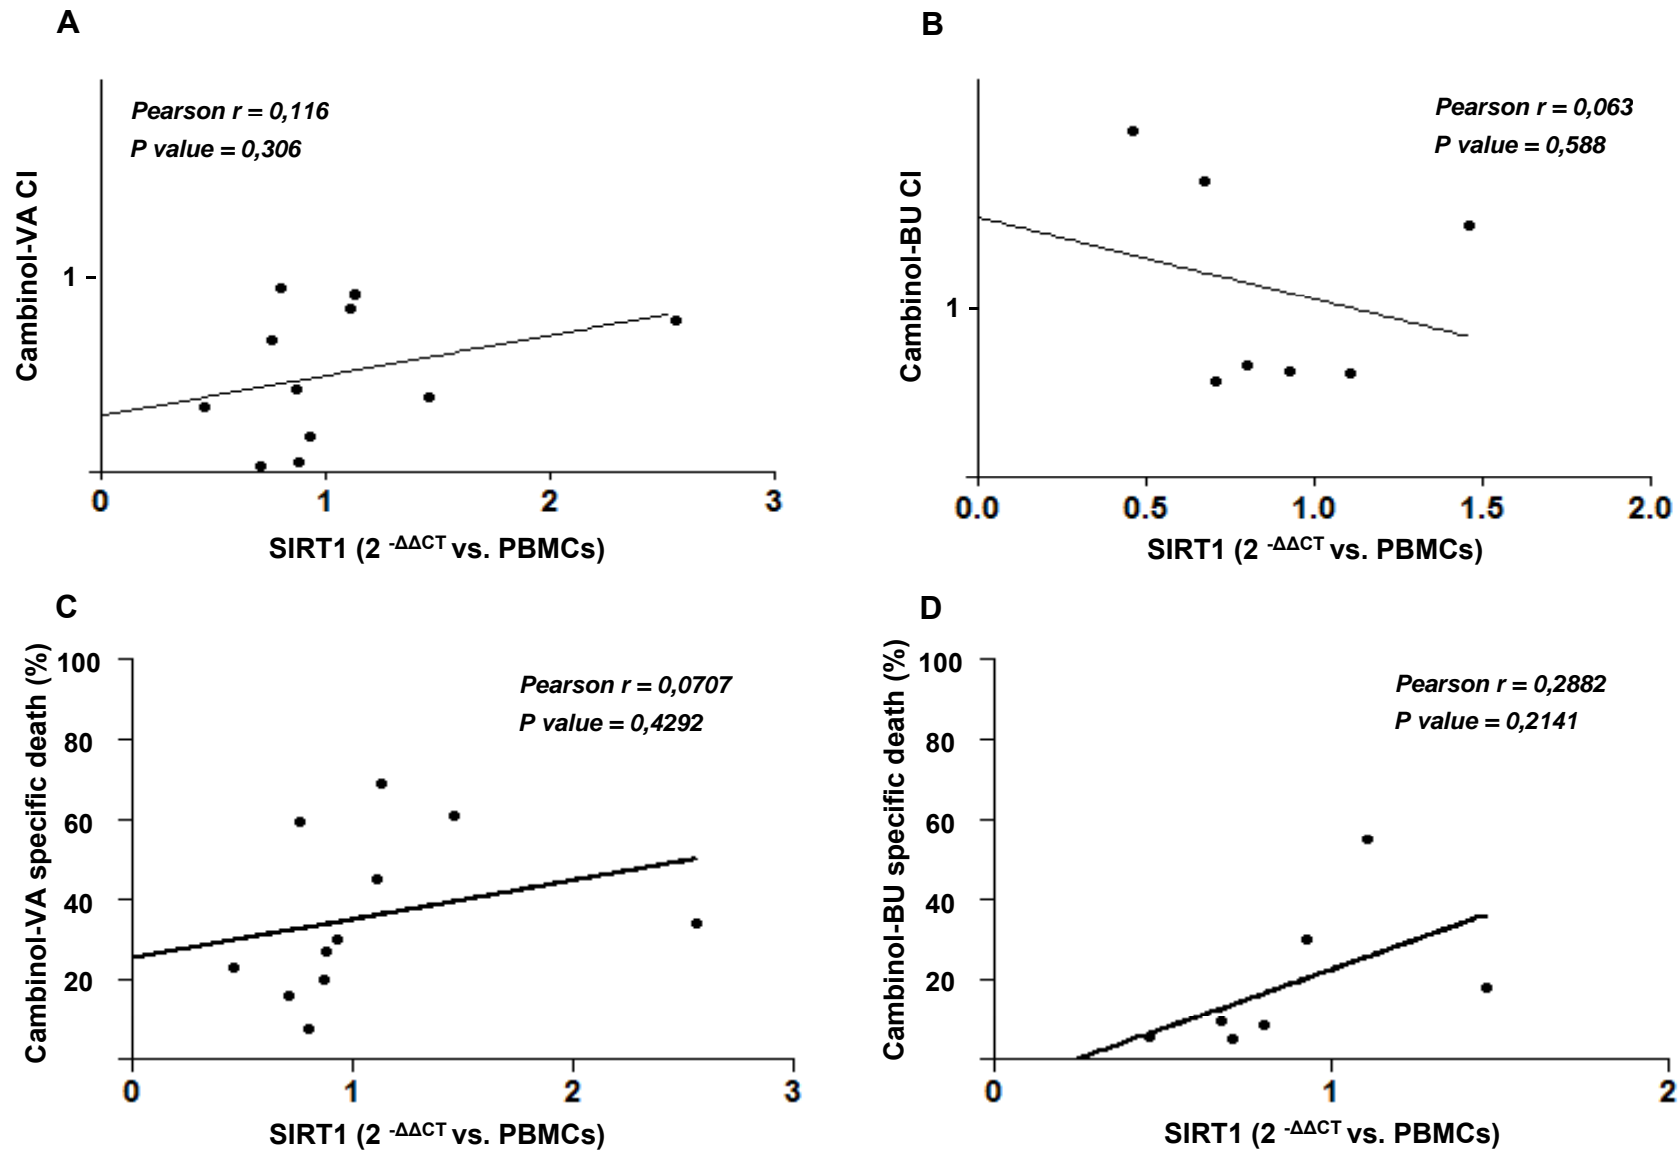 A
Pearson r = 0,116
P value = 0,306
Cambinol-VA CI
1
0 1 2 3
SIRT1 (2 -ΔΔCT vs. PBMCs)
B
Pearson r = 0,063
P value = 0,588
Cambinol-BU CI
1
0.0 0.5 1.0 1.5 2.0
SIRT1 (2 -ΔΔCT vs. PBMCs)
C
Pearson r = 0,0707
P value = 0,4292
Cambinol-VA specific death (%)
100
80
60
40
20
0 1 2 3
SIRT1 (2 -ΔΔCT vs. PBMCs)
D
Pearson r = 0,2882
P value = 0,2141
Cambinol-BU specific death (%)
100
80
60
40
20
0 1 2
SIRT1 (2 -ΔΔCT vs. PBMCs)